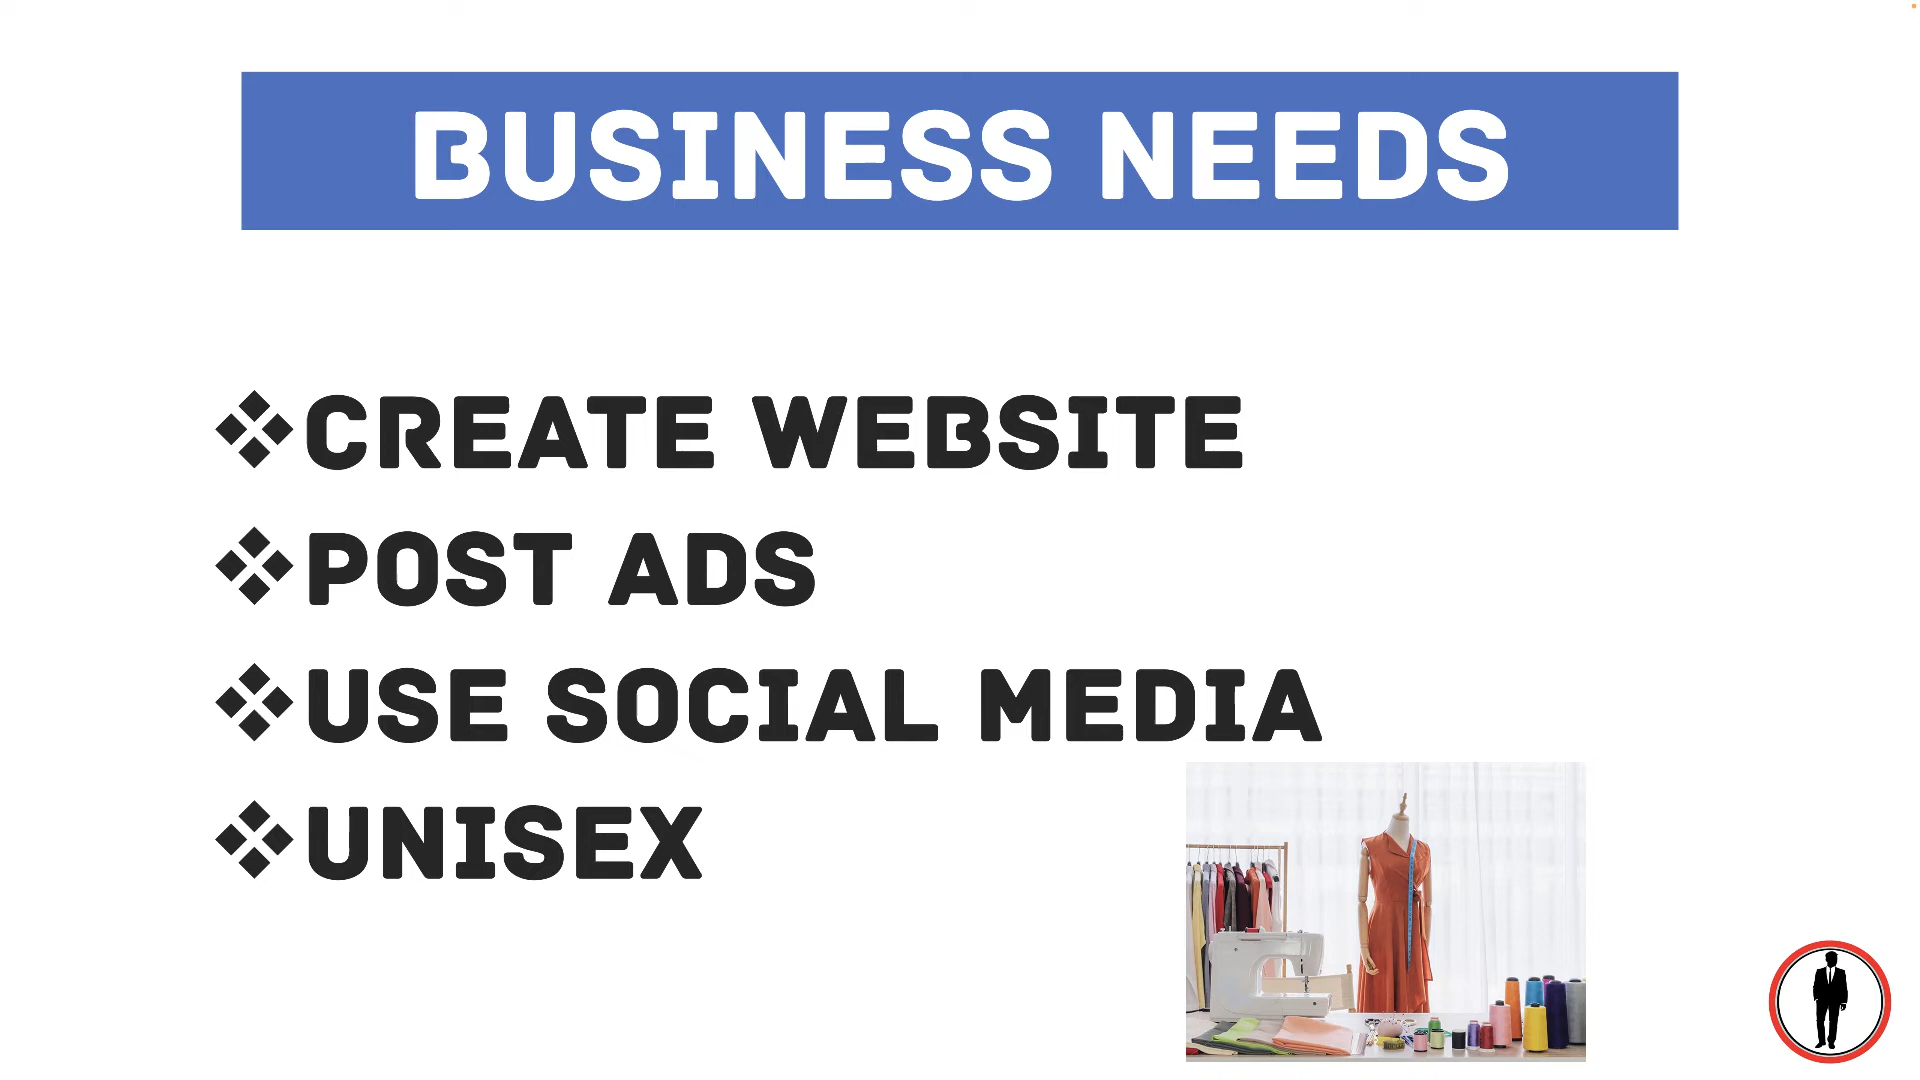 BUSINESS NEEDS
❖CREATE WEBSITE
❖POST ADS
❖USE SOCIAL MEDIA
❖UNISEX